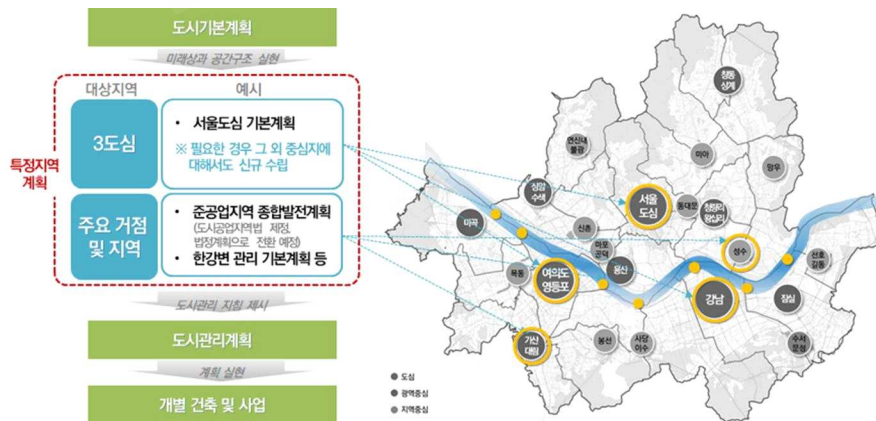 도시기본계획
미래상과 공간구조 실현
대상지역
예시
특정지역
계획
3도심
• 서울도심 기본계획
※ 필요한 경우 그 외 중심지에
대해서도 신규 수립
주요 거점
및 지역
• 준공업지역 종합발전계획
(도시공업지역법 제정,
법정계획으로 전환 예정)
• 한강변 관리 기본계획 등
도시관리 지침 제시
도시관리계획
계획 실현
개별 건축 및 사업
창동
상계
연신내
불광
미아
망우
상암
수색
서울
도심
동대문
청량리
왕십리
마곡
신촌
마포
공덕
성수
용산
천호
길동
목동
여의도
영등포
강남
잠실
가산
대림
봉천
사당
이수
수서
문정
도심
광역중심
지역중심